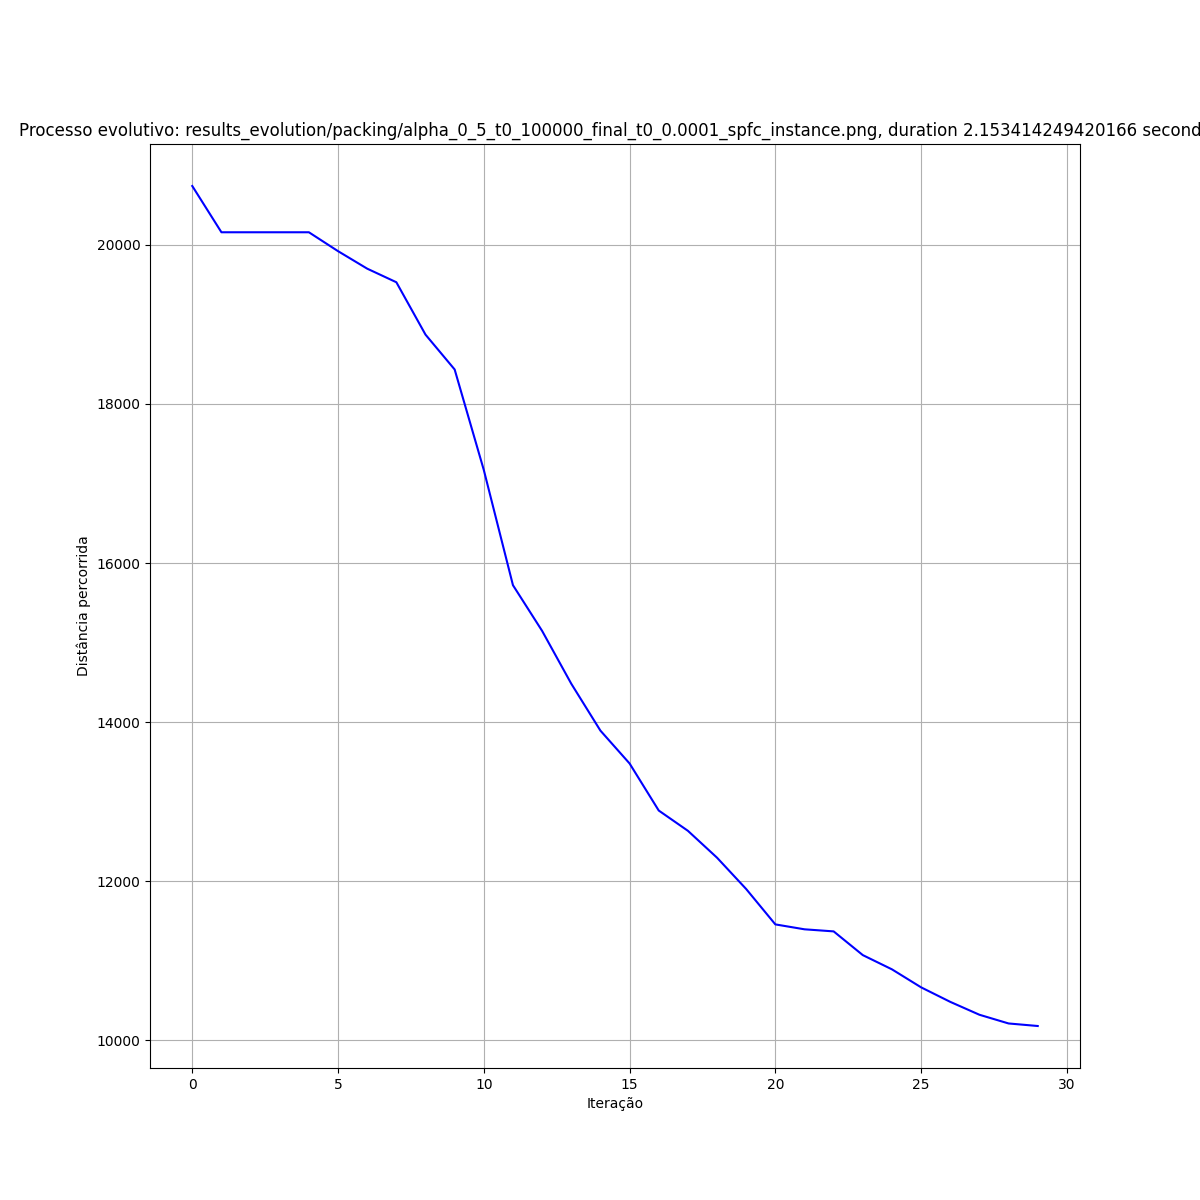 Processo evolutivo: results_evolution/packing/alpha_0_5_t0_100000_final_t0_0.0001_spfc_instance.png, duration 2.153414249420166 second
20000
18000
16000
14000
12000
10000
Distância percorrida
0 5 10 15 20 25 30
Iteração